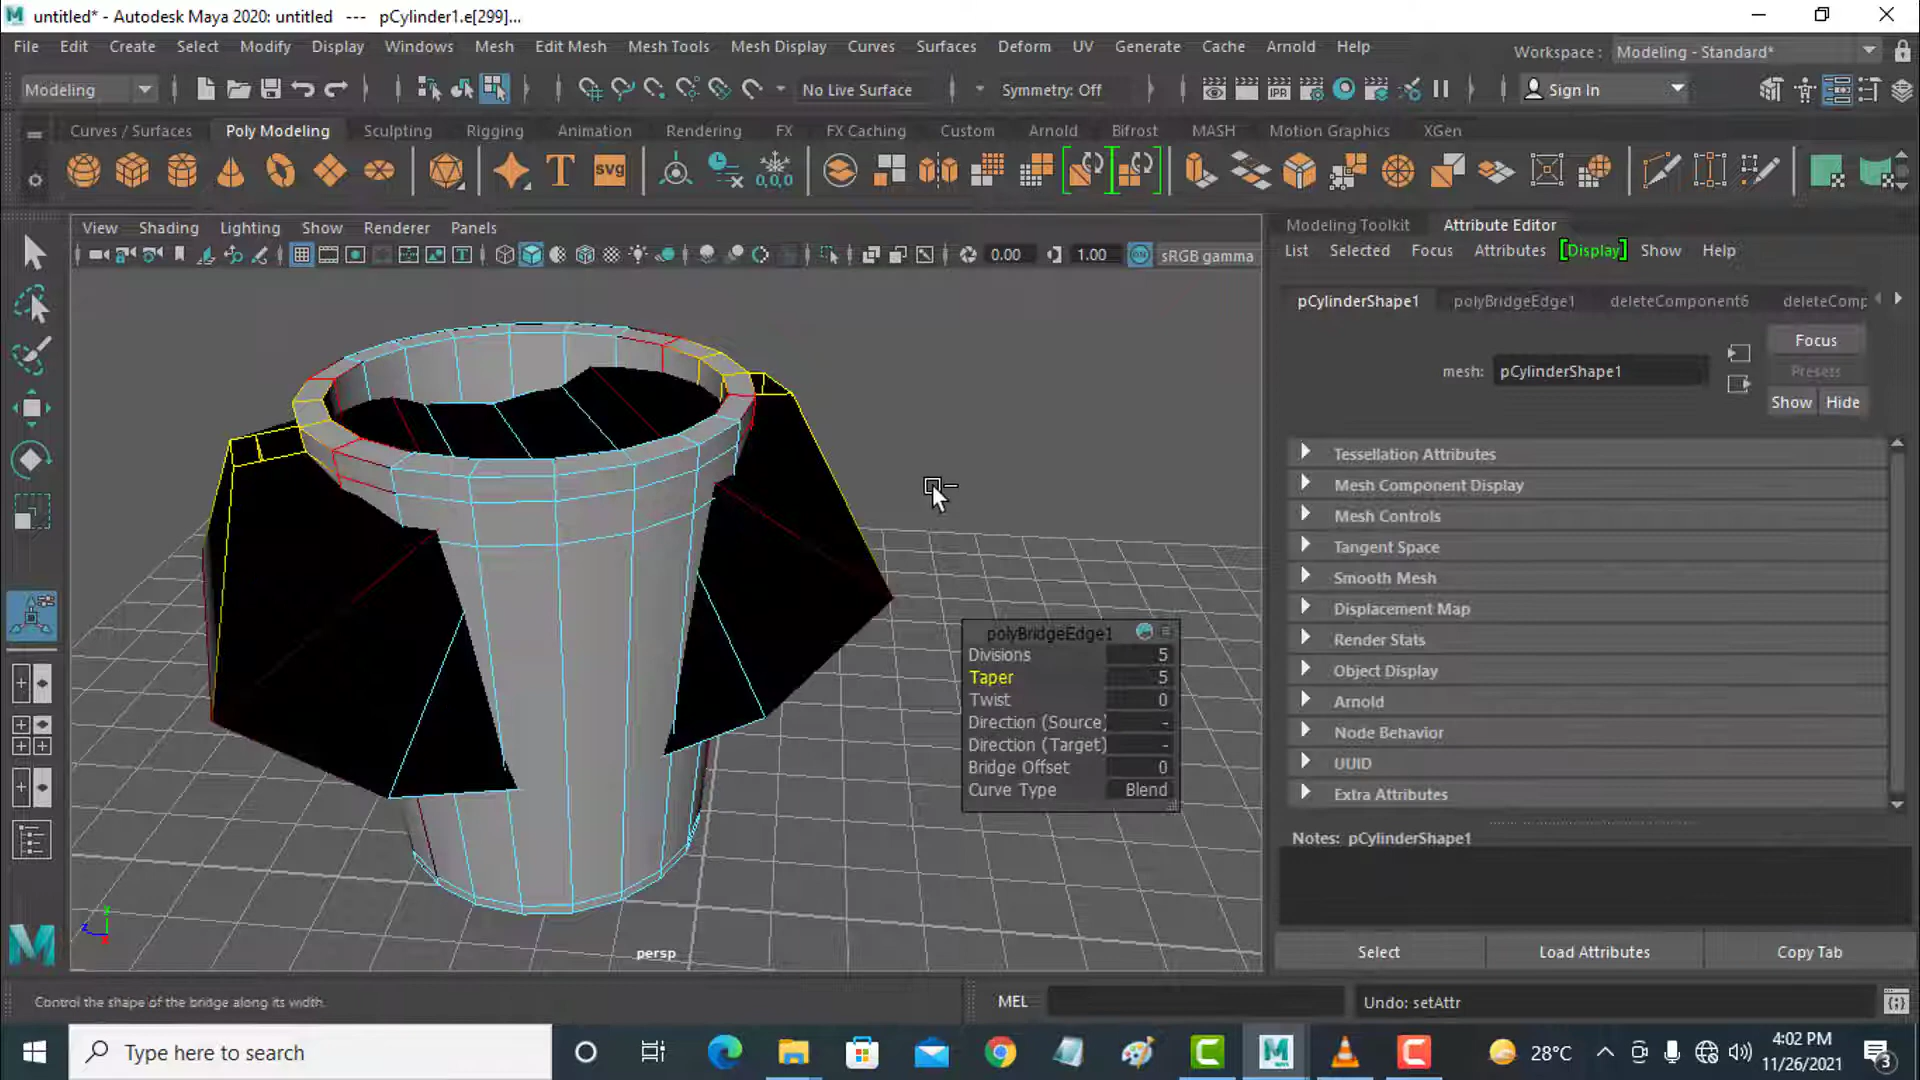 untitled* - Autodesk Maya 2020: untitled --- pCylinder1.e[299]...
File Edit Create Select Modify Display Windows Mesh Edit Mesh Mesh Tools Mesh Display Curves Surfaces Deform UV Generate Cache Arnold Help
Workspace : Modeling - Standard*
Modeling No Live Surface Symmetry: Off IPR Sign In
Curves / Surfaces Poly Modeling Sculpting Rigging Animation Rendering FX FX Caching Custom Arnold Bifrost MASH Motion Graphics XGen
T SVG 0,0,0
View Shading Lighting Show Renderer Panels
0.00 1.00 ON sRGB gamma
Modeling Toolkit Attribute Editor
List Selected Focus Attributes [Display] Show Help
pCylinderShape1 polyBridgeEdge1 deleteComponent6 deleteComp
Focus
mesh: pCylinderShape1
Presets
Show Hide
Tessellation Attributes
Mesh Component Display
Mesh Controls
Tangent Space
Smooth Mesh
Displacement Map
Render Stats
Object Display
Arnold
Node Behavior
UUID
Extra Attributes
polyBridgeEdge1
Divisions 5
Taper 5
Twist 0
Direction (Source) -
Direction (Target) -
Bridge Offset 0
Curve Type Blend
persp
Notes: pCylinderShape1
Select Load Attributes Copy Tab
Control the shape of the bridge along its width.
MEL
Undo: setAttr
Type here to search
28°C
4:02 PM
11/26/2021
3